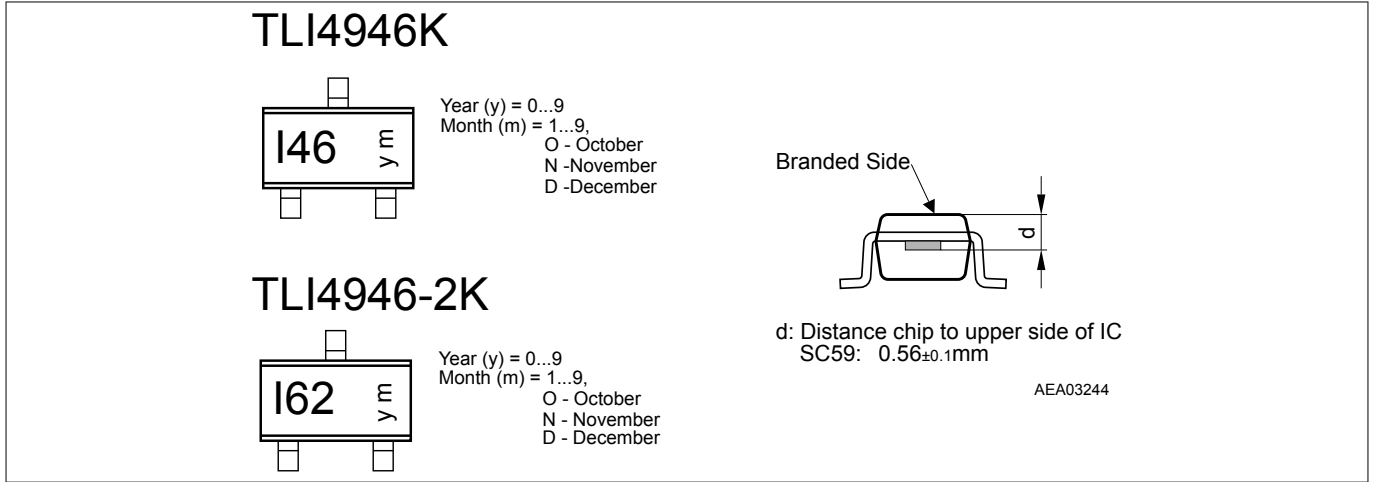 TLI4946K
I46
y m
Year (y) = 0...9
Month (m) = 1...9,
O - October
N -November
D -December
TLI4946-2K
I62
y m
Year (y) = 0...9
Month (m) = 1...9,
O - October
N - November
D - December
Branded Side
d
d: Distance chip to upper side of IC
SC59: 0.56±0.1mm
AEA03244